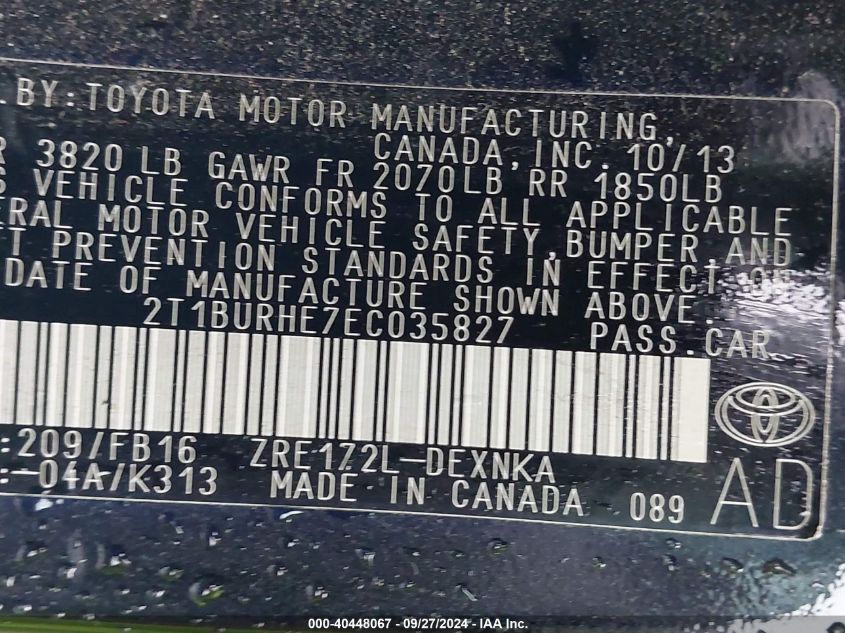 . BY: TOYOTA MOTOR MANUFACTURING,
CANADA, INC. 10/13
R 3820 LB GAWR FR 2070LB RR 1850LB
S VEHICLE CONFORMS TO ALL APPLICABLE
ERAL MOTOR VEHICLE SAFETY, BUMPER, AND
T PREVENTION STANDARDS IN EFFECT ON
DATE OF MANUFACTURE SHOWN ABOVE.
2T1BURHE7EC035827 PASS. CAR
:209/FB16 ZRE172L-DEXNKA
:-04A/K313 MADE IN CANADA 089 AD
000-40448067 - 09/27/2024 - IAA Inc.